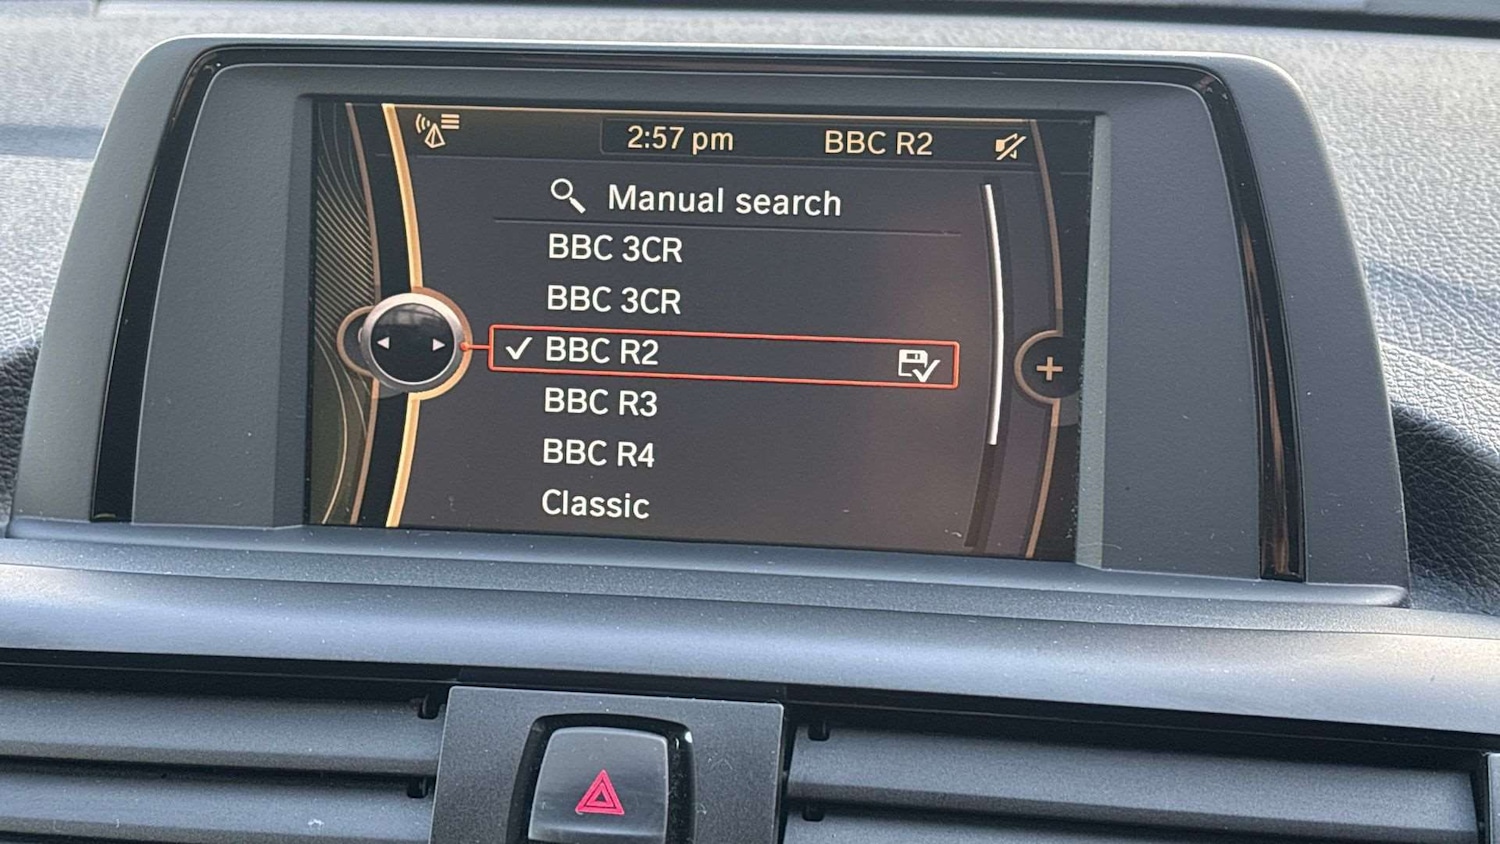 2:57 pm BBC R2
Manual search
BBC 3CR
BBC 3CR
BBC R2
BBC R3
BBC R4
Classic